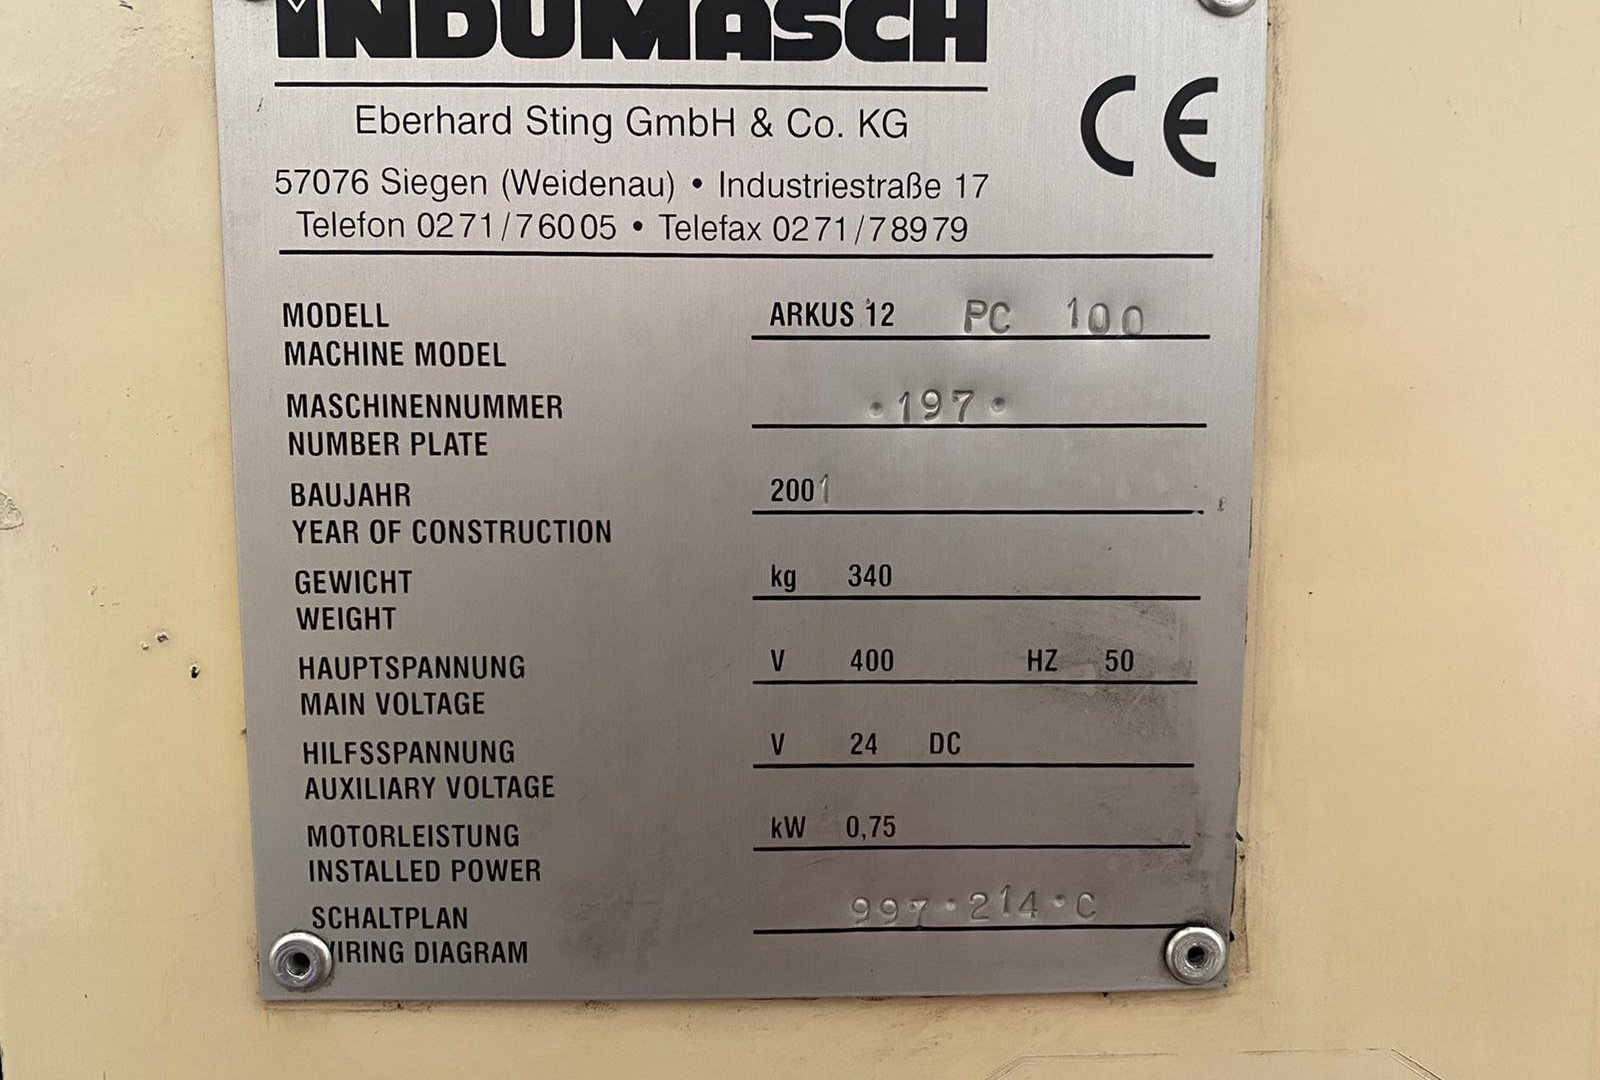 INDUMASCH
Eberhard Sting GmbH & Co. KG
CE
57076 Siegen (Weidenau) • Industriestraße 17
Telefon 0271/76005 • Telefax 0271/78979
MODELL ARKUS 12 PC 100
MACHINE MODEL
MASCHINENNUMMER •197•
NUMBER PLATE
BAUJAHR 2001
YEAR OF CONSTRUCTION
GEWICHT kg 340
WEIGHT
HAUPTSPANNUNG V 400 HZ 50
MAIN VOLTAGE
HILFSSPANNUNG V 24 DC
AUXILIARY VOLTAGE
MOTORLEISTUNG kW 0,75
INSTALLED POWER
SCHALTPLAN 997•214•C
WIRING DIAGRAM